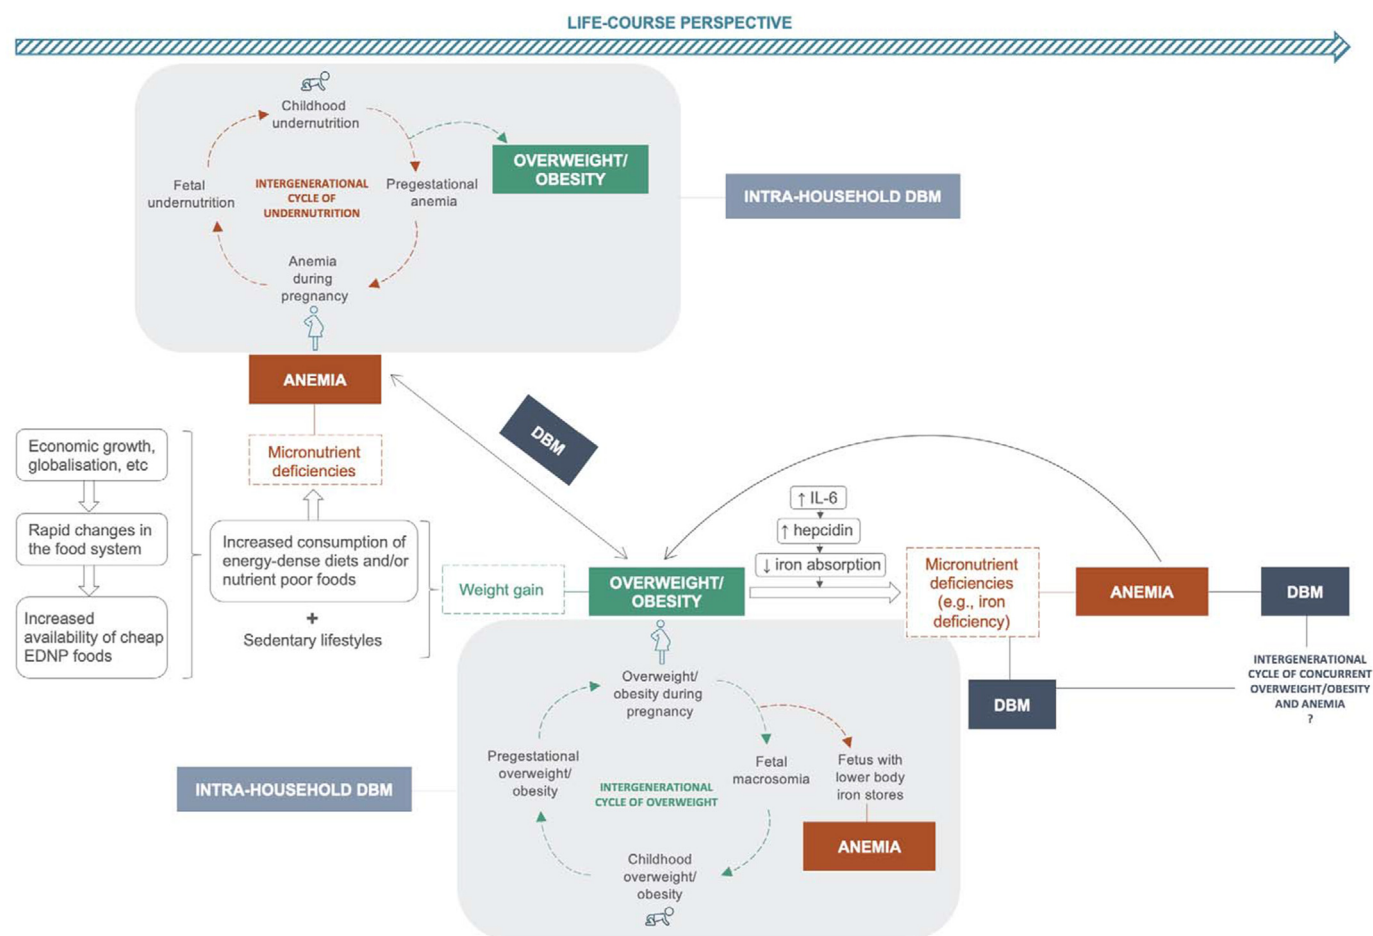 LIFE-COURSE PERSPECTIVE
Childhood
undernutrition
OVERWEIGHT/
OBESITY
Fetal
undernutrition
INTERGENERATIONAL
CYCLE OF
UNDERNUTRITION
Pregestational
anemia
INTRA-HOUSEHOLD DBM
Anemia
during
pregnancy
ANEMIA
DBM
Micronutrient
deficiencies
Economic growth,
globalisation, etc
Rapid changes in
the food system
Increased
availability of cheap
EDNP foods
Increased consumption of
energy-dense diets and/or
nutrient poor foods
+
Sedentary lifestyles
Weight gain
OVERWEIGHT/
OBESITY
↑ IL-6
↑ hepcidin
↓ iron absorption
Micronutrient
deficiencies
(e.g., iron
deficiency)
ANEMIA
DBM
DBM
INTERGENERATIONAL
CYCLE OF CONCURRENT
OVERWEIGHT/OBESITY
AND ANEMIA
?
Overweight/
obesity during
pregnancy
Pregestational
overweight/
obesity
INTERGENERATIONAL
CYCLE OF OVERWEIGHT
Fetal
macrosomia
Fetus with
lower body
iron stores
INTRA-HOUSEHOLD DBM
ANEMIA
Childhood
overweight/
obesity